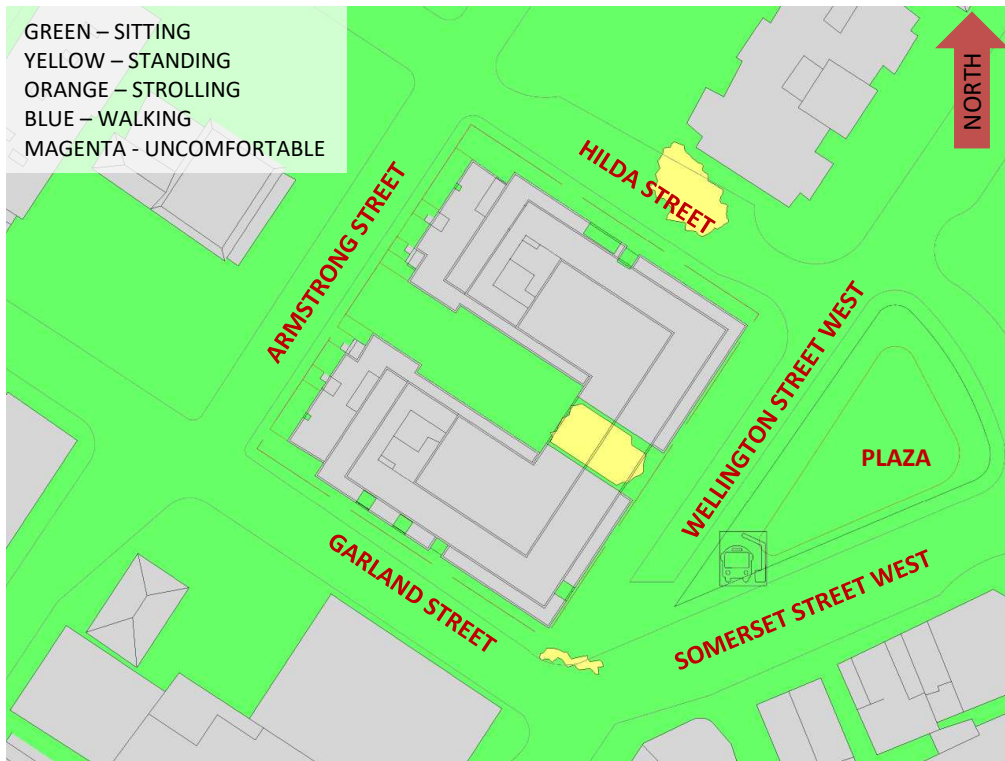 GREEN – SITTING
YELLOW – STANDING
ORANGE – STROLLING
BLUE – WALKING
MAGENTA - UNCOMFORTABLE
NORTH
HILDA STREET
ARMSTRONG STREET
WELLINGTON STREET WEST
PLAZA
GARLAND STREET
SOMERSET STREET WEST